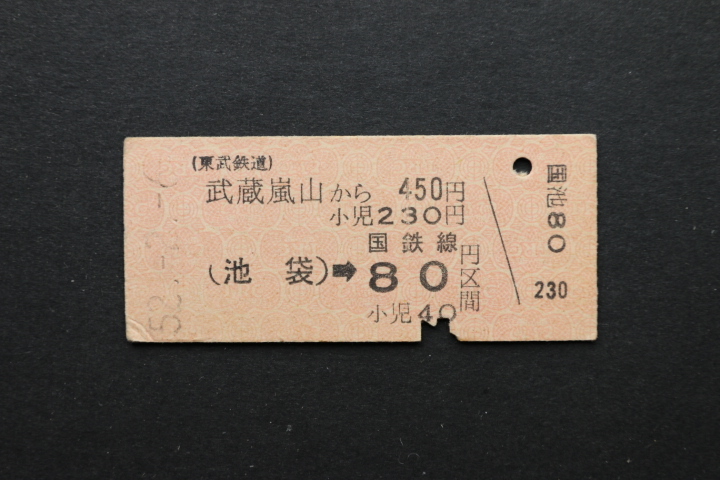 (東武鉄道)
武蔵嵐山から 450円
小児230円
国鉄線
(池袋)➡80円区間
小児40
国池80
230